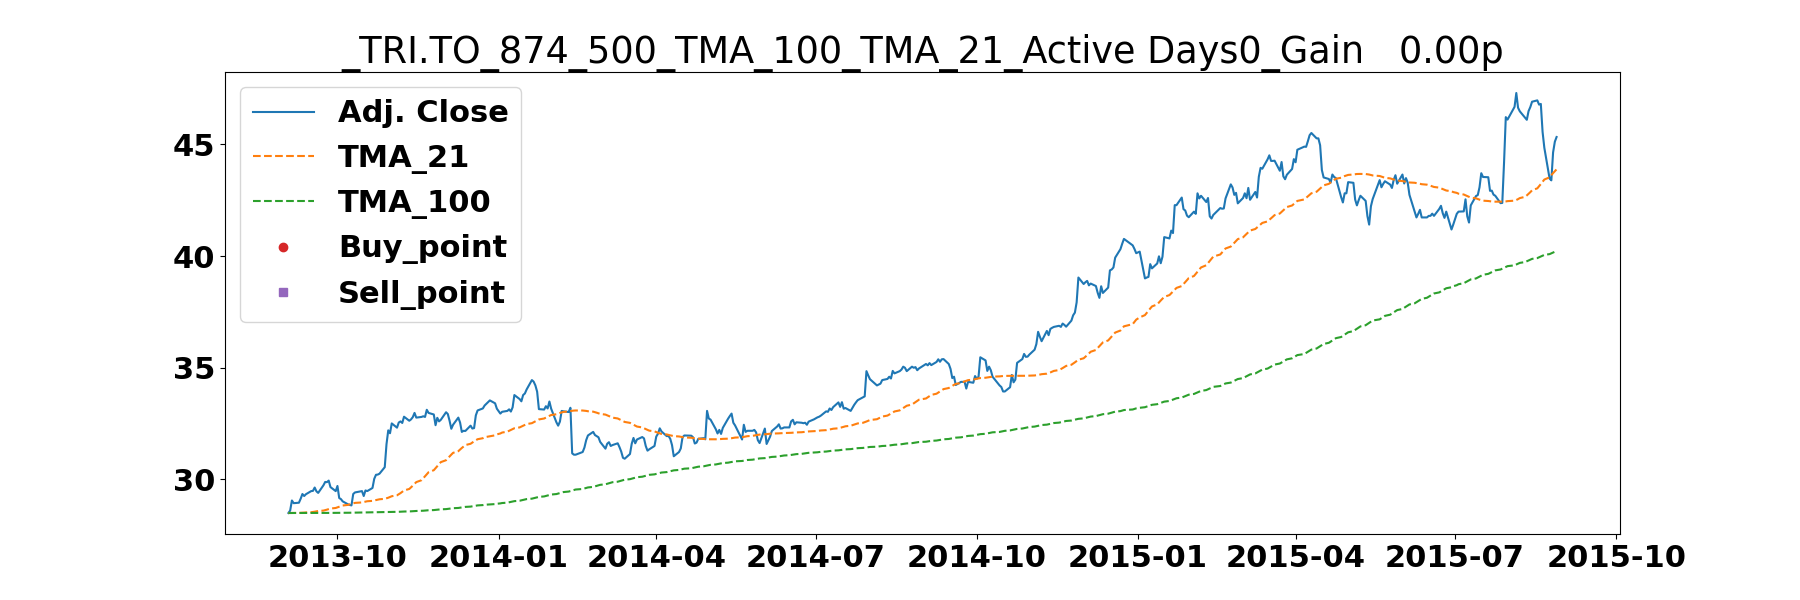 _TRI.TO_874_500_TMA_100_TMA_21_Active Days0_Gain   0.00p
Adj. Close
TMA_21
TMA_100
Buy_point
Sell_point
45
40
35
30
2013-10 2014-01 2014-04 2014-07 2014-10 2015-01 2015-04 2015-07 2015-10